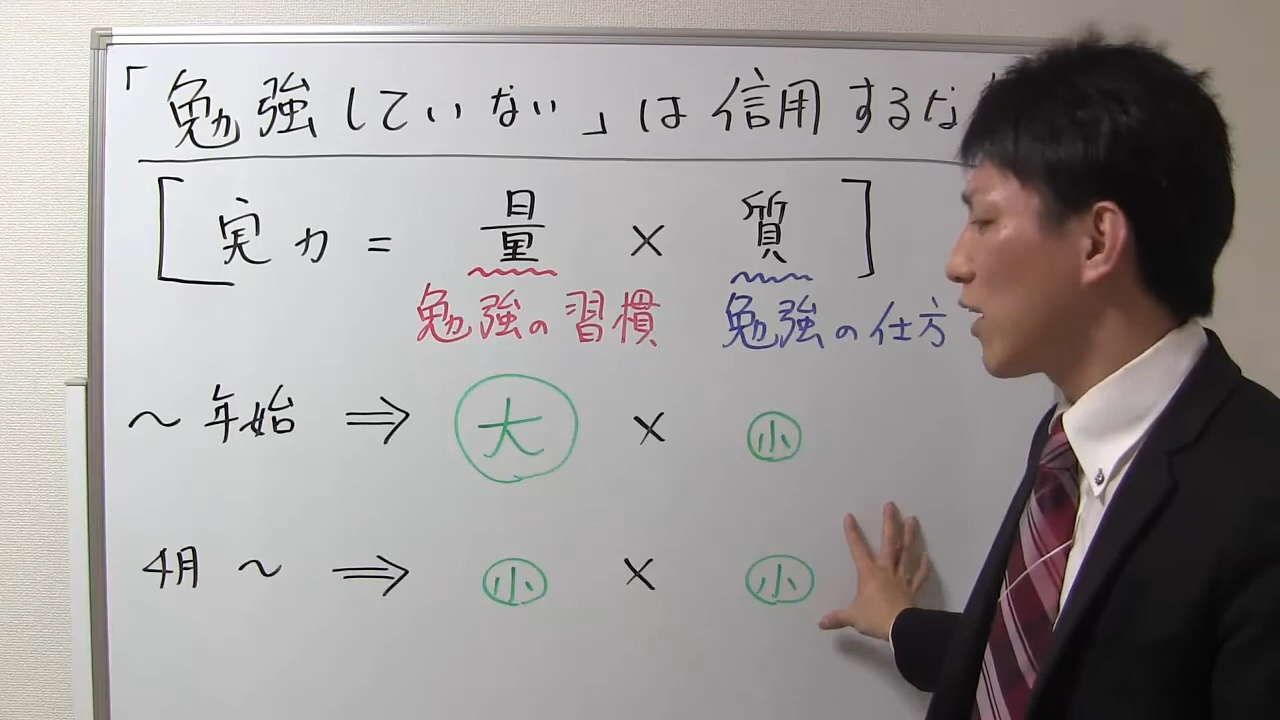 「勉強していない」は信用するな
[実力 = 量 × 質]
勉強の習慣 勉強の仕方
～年始 ⇒ 大 × 小
4月～ ⇒ 小 × 小